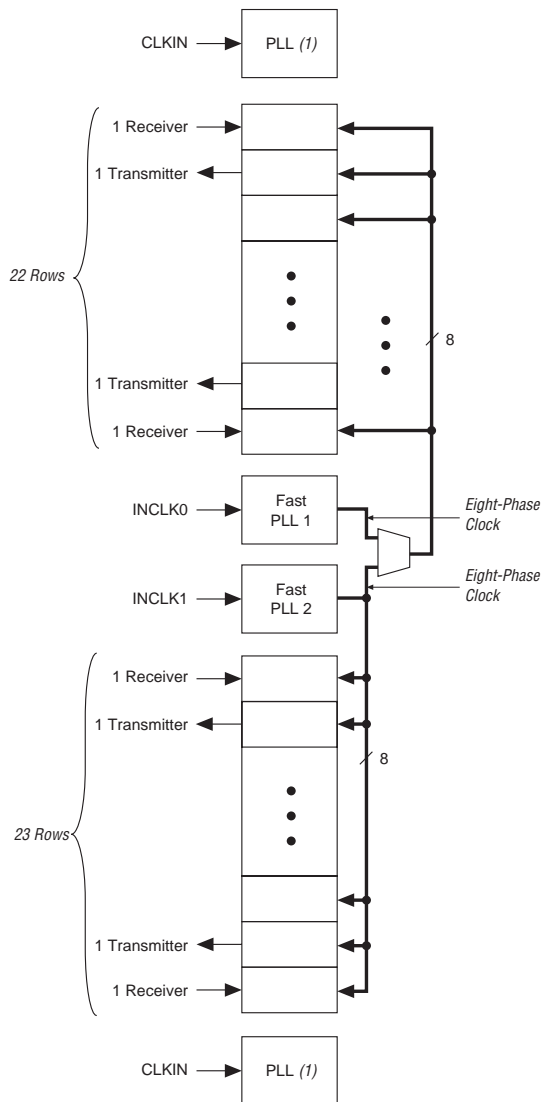 CLKIN
PLL (1)
1 Receiver
1 Transmitter
22 Rows
8
1 Transmitter
1 Receiver
INCLK0
Fast
PLL 1
Eight-Phase
Clock
INCLK1
Fast
PLL 2
Eight-Phase
Clock
1 Receiver
1 Transmitter
8
23 Rows
1 Transmitter
1 Receiver
CLKIN
PLL (1)